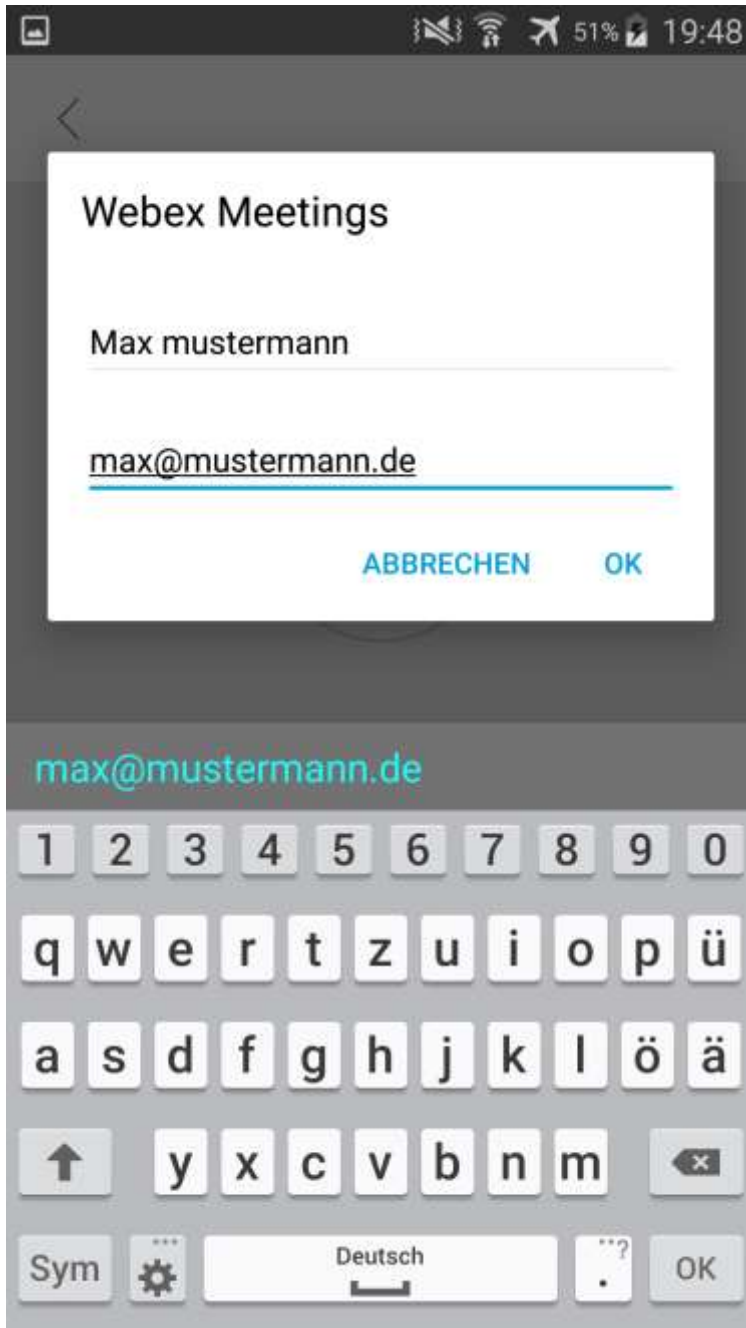 51% 19:48
Webex Meetings
Max mustermann
max@mustermann.de
ABBRECHEN OK
max@mustermann.de
1 2 3 4 5 6 7 8 9 0
q w e r t z u i o p ü
a s d f g h j k l ö ä
y x c v b n m
Sym Deutsch . ? OK